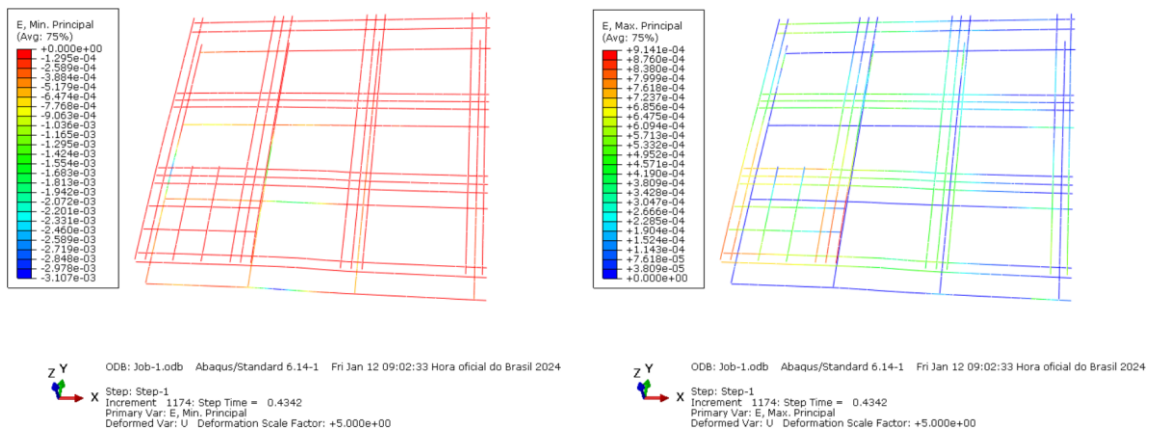 E, Min. Principal
(Avg: 75%)
+0.000e+00
-1.295e-04
-2.589e-04
-3.884e-04
-5.179e-04
-6.474e-04
-7.768e-04
-9.063e-04
-1.036e-03
-1.165e-03
-1.295e-03
-1.424e-03
-1.554e-03
-1.683e-03
-1.813e-03
-1.942e-03
-2.072e-03
-2.201e-03
-2.331e-03
-2.460e-03
-2.589e-03
-2.719e-03
-2.848e-03
-2.978e-03
-3.107e-03
Z Y
X
ODB: Job-1.odb Abaqus/Standard 6.14-1 Fri Jan 12 09:02:33 Hora oficial do Brasil 2024
Step: Step-1
Increment 1174: Step Time = 0.4342
Primary Var: E, Min. Principal
Deformed Var: U Deformation Scale Factor: +5.000e+00
E, Max. Principal
(Avg: 75%)
+9.141e-04
+8.760e-04
+8.380e-04
+7.999e-04
+7.618e-04
+7.237e-04
+6.856e-04
+6.475e-04
+6.094e-04
+5.713e-04
+5.332e-04
+4.952e-04
+4.571e-04
+4.190e-04
+3.809e-04
+3.428e-04
+3.047e-04
+2.666e-04
+2.285e-04
+1.904e-04
+1.524e-04
+1.143e-04
+7.618e-05
+3.809e-05
+0.000e+00
Z Y
X
ODB: Job-1.odb Abaqus/Standard 6.14-1 Fri Jan 12 09:02:33 Hora oficial do Brasil 2024
Step: Step-1
Increment 1174: Step Time = 0.4342
Primary Var: E, Max. Principal
Deformed Var: U Deformation Scale Factor: +5.000e+00